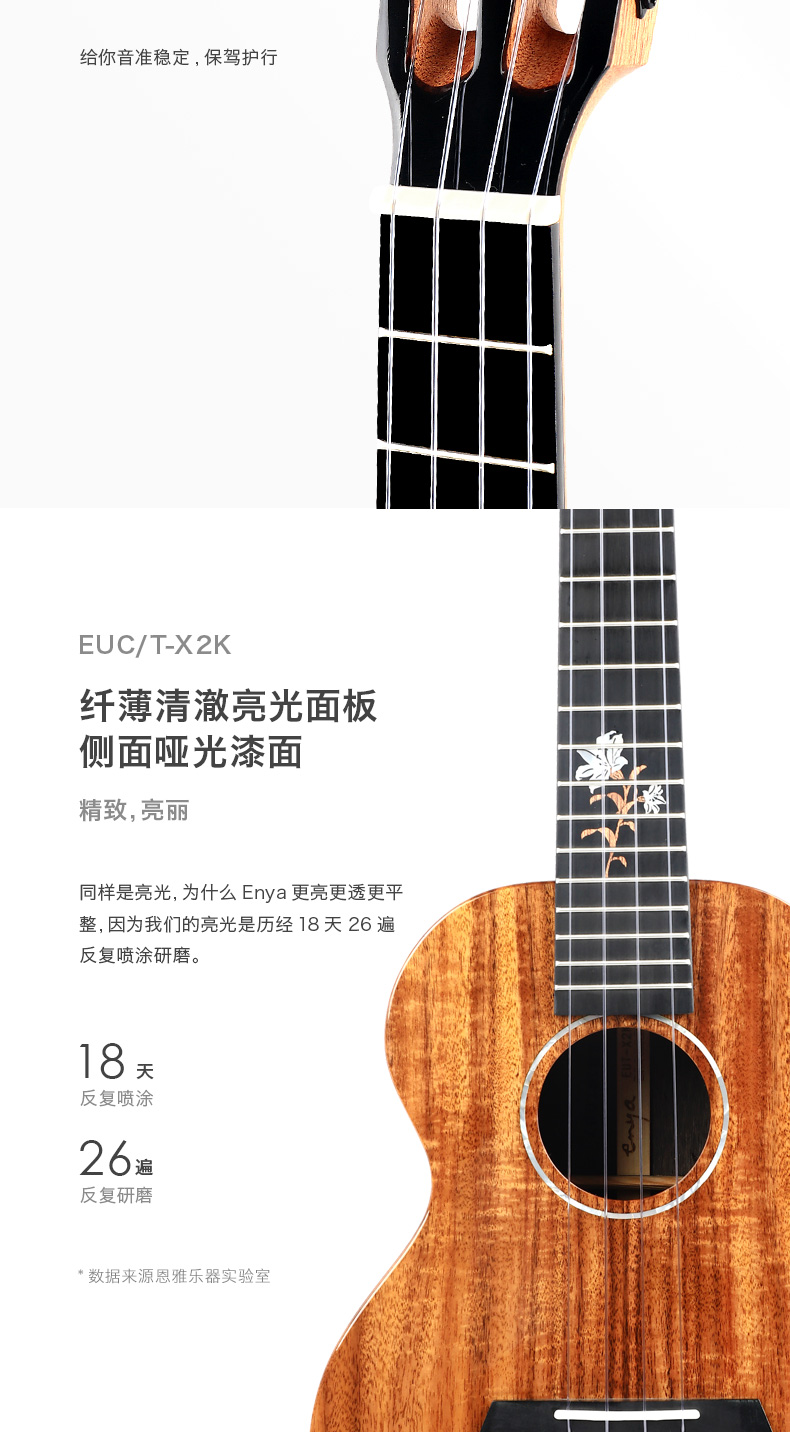 给你音准稳定，保驾护行
EUC/T-X2K
纤薄清澈亮光面板
侧面哑光漆面
精致,亮丽
同样是亮光,为什么 Enya 更亮更透更平
整,因为我们的亮光是历经 18 天 26 遍
反复喷涂研磨。
18 天
反复喷涂
26遍
反复研磨
* 数据来源恩雅乐器实验室
enya